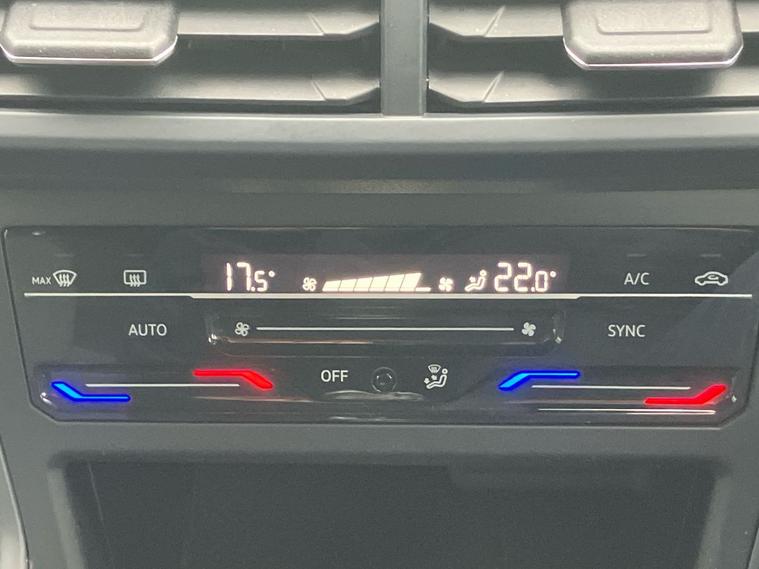 MAX 17.5° 22.0° A/C
AUTO SYNC
OFF